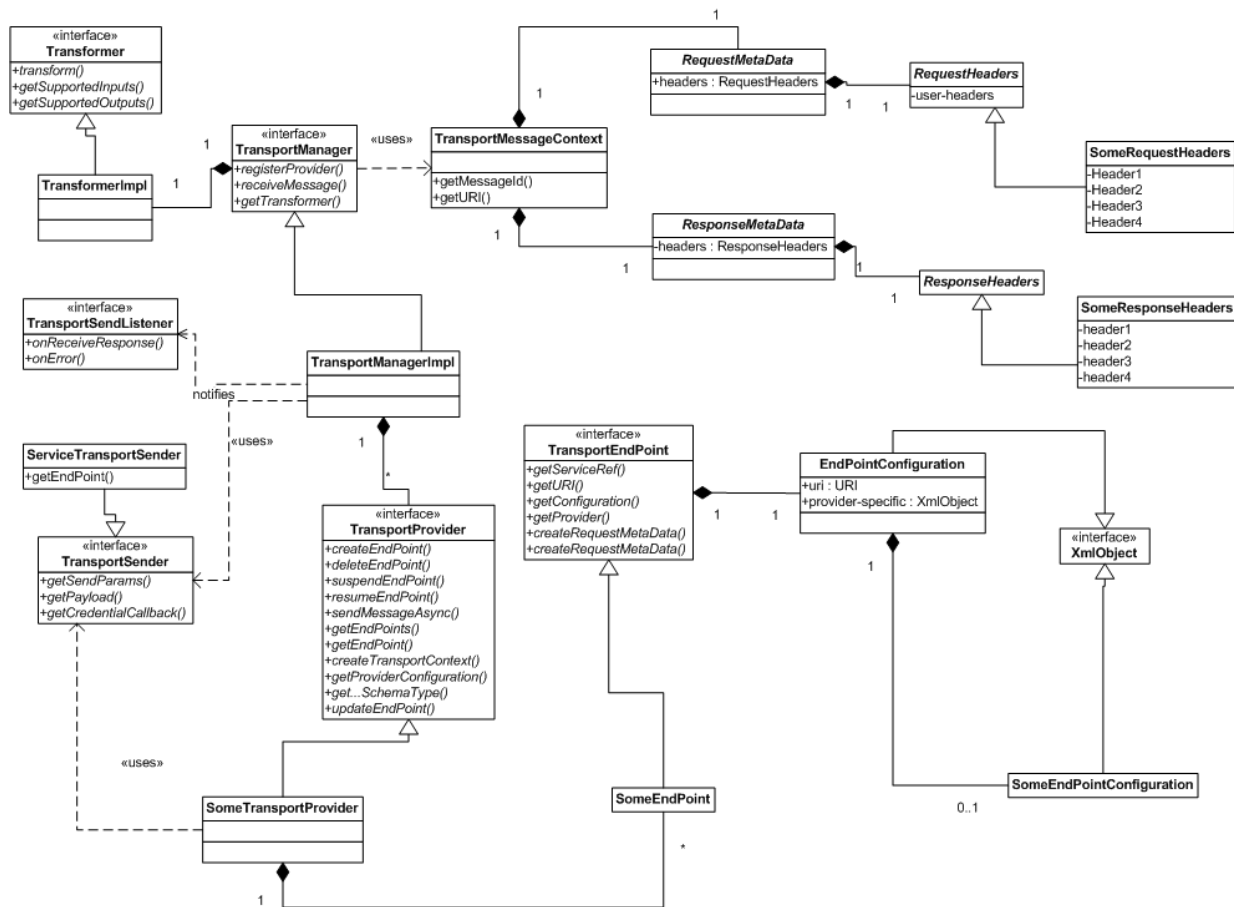 «interface»
Transformer
+transform()
+getSupportedInputs()
+getSupportedOutputs()
TransformerImpl
1
1
«interface»
TransportManager
+registerProvider()
+receiveMessage()
+getTransformer()
«uses»
TransportMessageContext
+getMessageId()
+getURI()
1
1
RequestMetaData
+headers : RequestHeaders
1
1
RequestHeaders
-user-headers
SomeRequestHeaders
-Header1
-Header2
-Header3
-Header4
1
1
ResponseMetaData
-headers : ResponseHeaders
1
1
ResponseHeaders
SomeResponseHeaders
-header1
-header2
-header3
-header4
«interface»
TransportSendListener
+onReceiveResponse()
+onError()
notifies
TransportManagerImpl
«uses»
1
*
ServiceTransportSender
+getEndPoint()
«interface»
TransportSender
+getSendParams()
+getPayload()
+getCredentialCallback()
«interface»
TransportProvider
+createEndPoint()
+deleteEndPoint()
+suspendEndPoint()
+resumeEndPoint()
+sendMessageAsync()
+getEndPoints()
+getEndPoint()
+createTransportContext()
+getProviderConfiguration()
+get...SchemaType()
+updateEndPoint()
«interface»
TransportEndPoint
+getServiceRef()
+getURI()
+getConfiguration()
+getProvider()
+createRequestMetaData()
+createRequestMetaData()
1
1
EndPointConfiguration
+uri : URI
+provider-specific : XmlObject
1
«interface»
XmlObject
«uses»
SomeTransportProvider
1
SomeEndPoint
*
SomeEndPointConfiguration
0..1